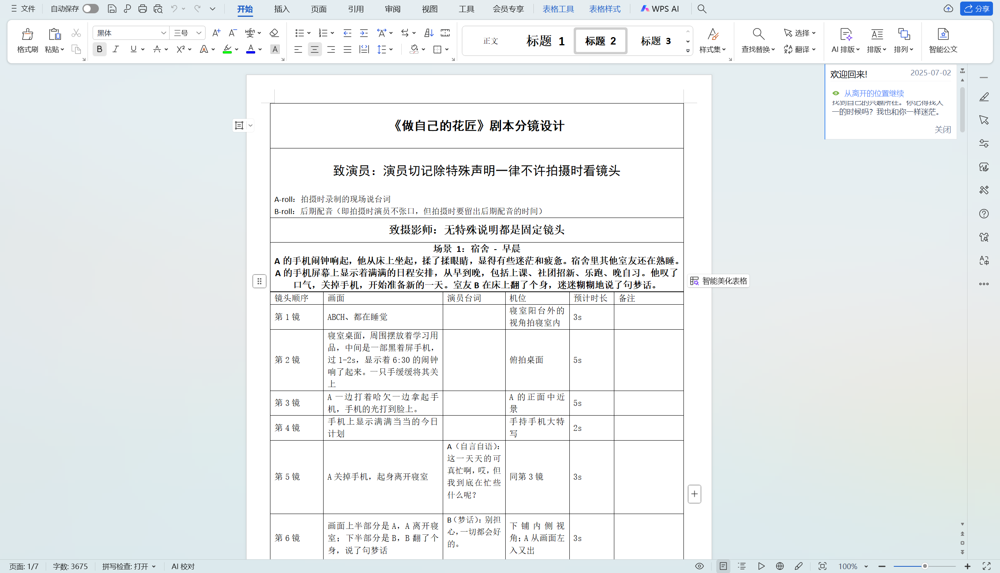 文件
自动保存
开始
插入
页面
引用
审阅
视图
工具
会员专享
表格工具
表格样式
WPS AI
分享
格式刷
粘贴
黑体
三号
正文
标题 1
标题 2
标题 3
样式集
查找替换
选择
翻译
AI 排版
排版
排列
智能公文
欢迎回来!
2025-07-02
从离开的位置继续
找到自己的兴趣所在。你记得我大
一的时候吗？我也和你一样迷茫。
关闭
《做自己的花匠》剧本分镜设计
致演员：演员切记除特殊声明一律不许拍摄时看镜头
A-roll：拍摄时录制的现场说台词
B-roll：后期配音（即拍摄时演员不张口，但拍摄时要留出后期配音的时间）
致摄影师：无特殊说明都是固定镜头
场景 1：宿舍 - 早晨
A 的手机闹钟响起，他从床上坐起，揉了揉眼睛，显得有些迷茫和疲惫。宿舍里其他室友还在熟睡。
A 的手机屏幕上显示着满满的日程安排，从早到晚，包括上课、社团招新、乐跑、晚自习。他叹了
口气，关掉手机，开始准备新的一天。室友 B 在床上翻了个身，迷迷糊糊地说了句梦话。
智能美化表格
镜头顺序 画面 演员台词 机位 预计时长 备注
第 1 镜
ABCH、都在睡觉
寝室阳台外的
视角拍寝室内
3s
第 2 镜
寝室桌面，周围摆放着学习用
品，中间是一部黑着屏手机，
过 1-2s，显示着 6:30 的闹钟
响了起来。一只手缓缓将其关
上
俯拍桌面
5s
第 3 镜
A 一边打着哈欠一边拿起手
机，手机的光打到脸上。
A 的正面中近
景
5s
第 4 镜
手机上显示满满当当的今日
计划
手持手机大特
写
2s
第 5 镜
A 关掉手机，起身离开寝室
A（自言自语）：
这一天天的可
真忙啊，哎，但
我到底在忙些
什么呢？
同第 3 镜
3s
第 6 镜
画面上半部分是 A，A 离开寝
室；下半部分是 B，B 翻了个
身，说了句梦话
B（梦话）：别担
心，一切都会好
的。
下铺内侧视
角；A 从画面左
入又出
3s
页面: 1/7
字数: 3675
拼写检查: 打开
AI 校对
100%